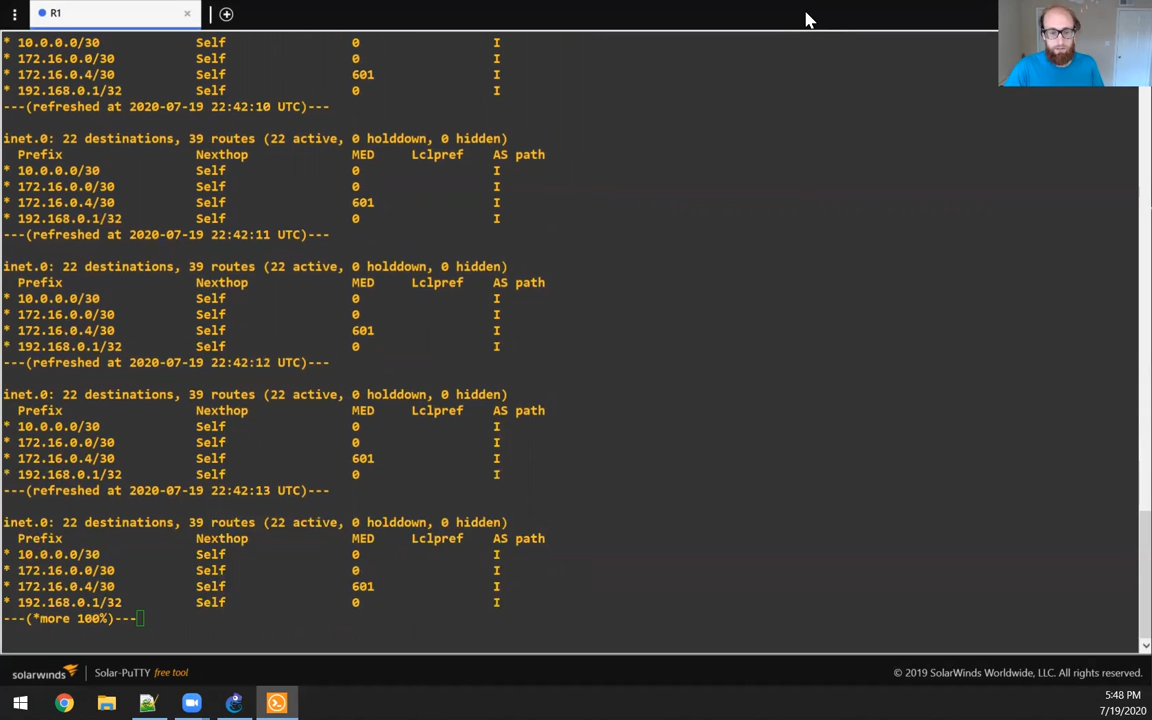 R1
* 10.0.0.0/30 Self 0 I
* 172.16.0.0/30 Self 0 I
* 172.16.0.4/30 Self 601 I
* 192.168.0.1/32 Self 0 I
---(refreshed at 2020-07-19 22:42:10 UTC)---
inet.0: 22 destinations, 39 routes (22 active, 0 holddown, 0 hidden)
Prefix Nexthop MED Lclpref AS path
* 10.0.0.0/30 Self 0 I
* 172.16.0.0/30 Self 0 I
* 172.16.0.4/30 Self 601 I
* 192.168.0.1/32 Self 0 I
---(refreshed at 2020-07-19 22:42:11 UTC)---
inet.0: 22 destinations, 39 routes (22 active, 0 holddown, 0 hidden)
Prefix Nexthop MED Lclpref AS path
* 10.0.0.0/30 Self 0 I
* 172.16.0.0/30 Self 0 I
* 172.16.0.4/30 Self 601 I
* 192.168.0.1/32 Self 0 I
---(refreshed at 2020-07-19 22:42:12 UTC)---
inet.0: 22 destinations, 39 routes (22 active, 0 holddown, 0 hidden)
Prefix Nexthop MED Lclpref AS path
* 10.0.0.0/30 Self 0 I
* 172.16.0.0/30 Self 0 I
* 172.16.0.4/30 Self 601 I
* 192.168.0.1/32 Self 0 I
---(refreshed at 2020-07-19 22:42:13 UTC)---
inet.0: 22 destinations, 39 routes (22 active, 0 holddown, 0 hidden)
Prefix Nexthop MED Lclpref AS path
* 10.0.0.0/30 Self 0 I
* 172.16.0.0/30 Self 0 I
* 172.16.0.4/30 Self 601 I
* 192.168.0.1/32 Self 0 I
---(*more 100%)---
solarwinds Solar-PuTTY free tool © 2019 SolarWinds Worldwide, LLC. All rights reserved.
5:48 PM
7/19/2020